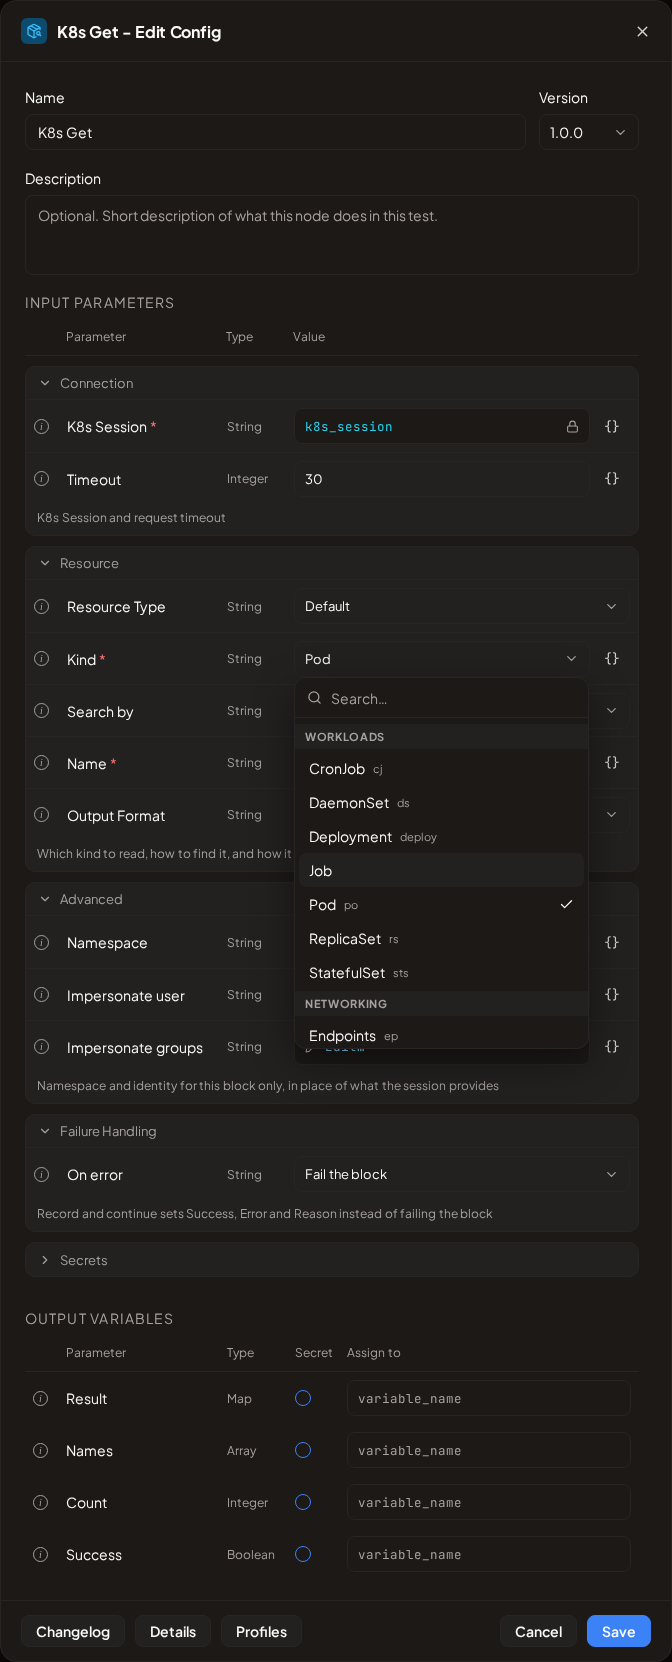 K8s Get - Edit Config
Name
Version
K8s Get
1.0.0
Description
Optional. Short description of what this node does in this test.
INPUT PARAMETERS
Parameter Type Value
Connection
K8s Session * String k8s_session {}
Timeout Integer 30 {}
K8s Session and request timeout
Resource
Resource Type String Default
Kind * String Pod {}
Search by String
Search...
WORKLOADS
Name * String {}
CronJob cj
DaemonSet ds
Output Format String
Deployment deploy
Which kind to read, how to find it, and how it
Job
Advanced
Pod po
Namespace String {}
ReplicaSet rs
StatefulSet sts
Impersonate user String {}
NETWORKING
Endpoints ep
Impersonate groups String {}
Namespace and identity for this block only, in place of what the session provides
Failure Handling
On error String Fail the block
Record and continue sets Success, Error and Reason instead of failing the block
Secrets
OUTPUT VARIABLES
Parameter Type Secret Assign to
Result Map variable_name
Names Array variable_name
Count Integer variable_name
Success Boolean variable_name
Changelog Details Profiles Cancel Save